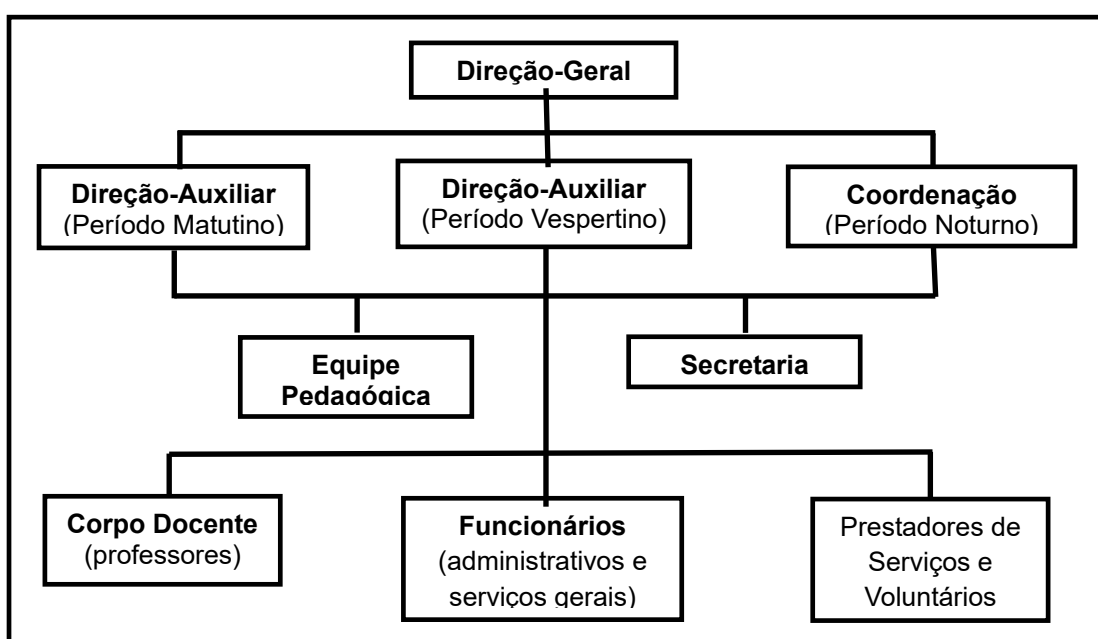 Direção-Geral
Direção-Auxiliar
(Período Matutino)
Direção-Auxiliar
(Período Vespertino)
Coordenação
(Período Noturno)
Equipe
Pedagógica
Secretaria
Corpo Docente
(professores)
Funcionários
(administrativos e
serviços gerais)
Prestadores de
Serviços e
Voluntários